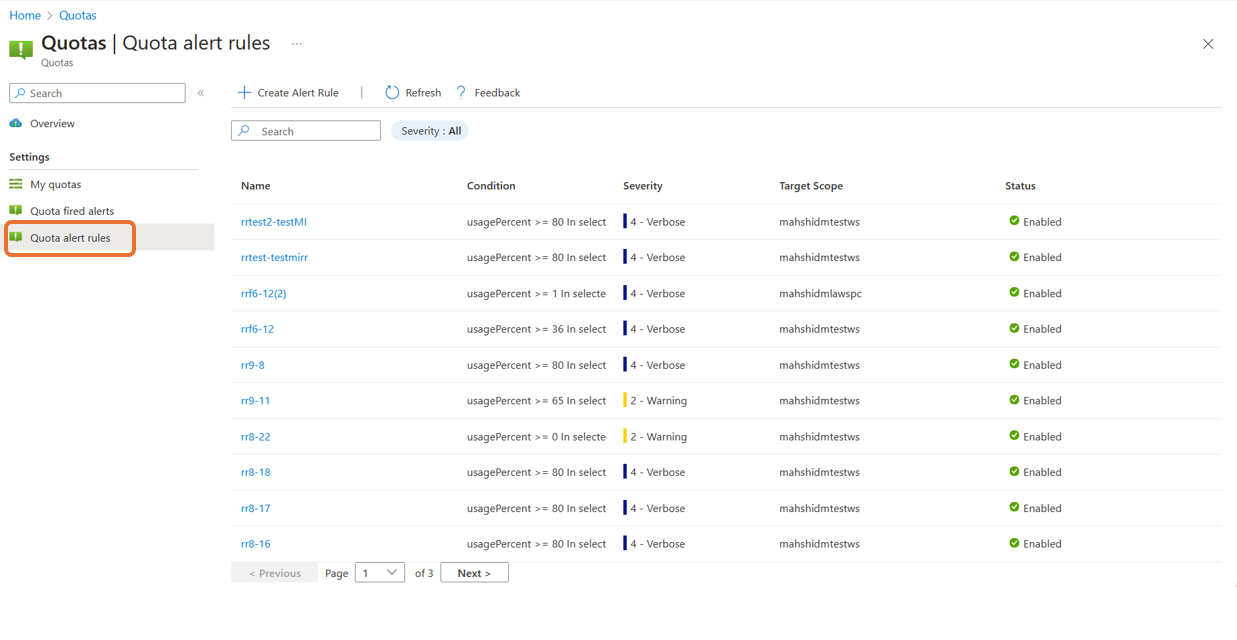 Home > Quotas
Quotas | Quota alert rules ...
Quotas
Search «
Overview
Settings
My quotas
Quota fired alerts
Quota alert rules
+ Create Alert Rule | Refresh ? Feedback
Search Severity : All
Name Condition Severity Target Scope Status
rrtest2-testMI usagePercent >= 80 In select 4 - Verbose mahshidmtestws Enabled
rrtest-testmirr usagePercent >= 80 In select 4 - Verbose mahshidmtestws Enabled
rrf6-12(2) usagePercent >= 1 In selecte 4 - Verbose mahshidmlawspc Enabled
rrf6-12 usagePercent >= 36 In select 4 - Verbose mahshidmtestws Enabled
rr9-8 usagePercent >= 80 In select 4 - Verbose mahshidmtestws Enabled
rr9-11 usagePercent >= 65 In select 2 - Warning mahshidmtestws Enabled
rr8-22 usagePercent >= 0 In selecte 2 - Warning mahshidmtestws Enabled
rr8-18 usagePercent >= 80 In select 4 - Verbose mahshidmtestws Enabled
rr8-17 usagePercent >= 80 In select 4 - Verbose mahshidmtestws Enabled
rr8-16 usagePercent >= 80 In select 4 - Verbose mahshidmtestws Enabled
< Previous Page 1 of 3 Next >